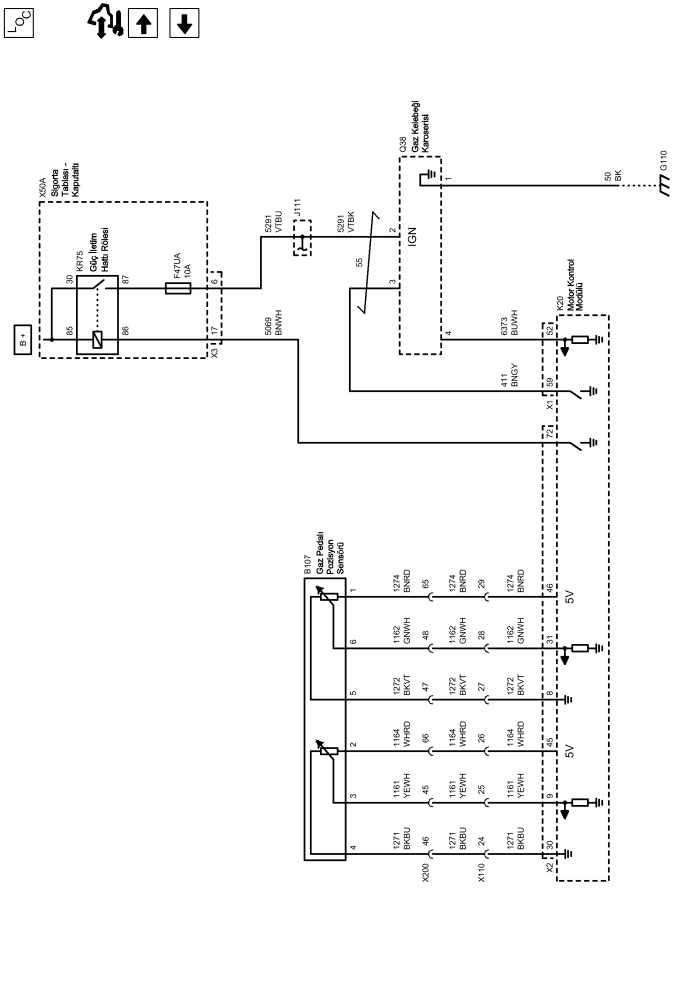 LOC
B +
X50A
Sigorta
Tablası -
Kaputaltı
KR75
Güç İletim
Hattı Rölesi
30
87
85
86
F47UA
10A
6
17
X3
5291
VTBU
J111
5291
VTBK
5069
BNWH
55
Q38
Gaz Kelebeği
Karoserisi
IGN
1
2
3
4
50
BK
G110
6373
BUWH
411
BNGY
K20
Motor Kontrol
Modülü
52
59
X1
72
B107
Gaz Pedalı
Pozisyon
Sensörü
1
1274
BNRD
65
1274
BNRD
29
1274
BNRD
46
5V
6
1162
GNWH
48
1162
GNWH
28
1162
GNWH
31
5
1272
BKVT
47
1272
BKVT
27
1272
BKVT
8
2
1164
WHRD
66
1164
WHRD
26
1164
WHRD
45
5V
3
1161
YEWH
45
1161
YEWH
25
1161
YEWH
9
4
1271
BKBU
46
1271
BKBU
24
1271
BKBU
30
X200
X110
X2